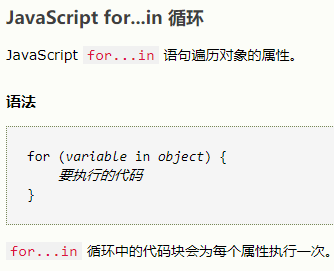 JavaScript for...in 循环
JavaScript for...in 语句遍历对象的属性。
语法
for (variable in object) {
    要执行的代码
}
for...in 循环中的代码块会为每个属性执行一次。